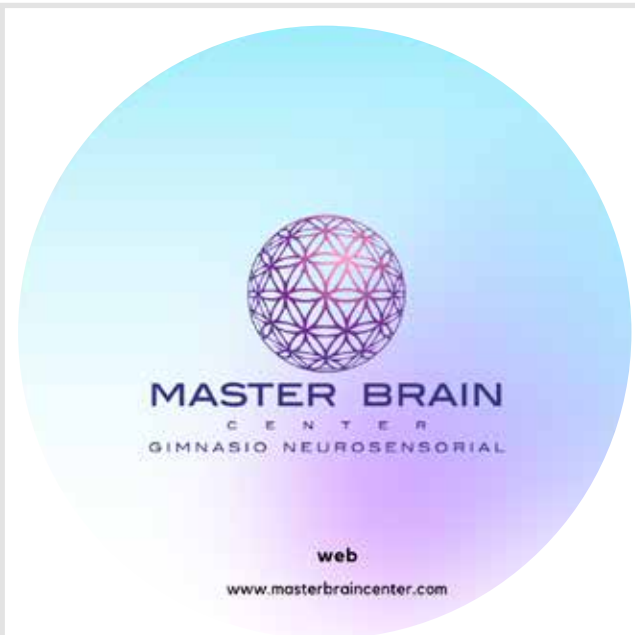 MASTER BRAIN
CENTER
GIMNASIO NEUROSENSORIAL
web
www.masterbraincenter.com